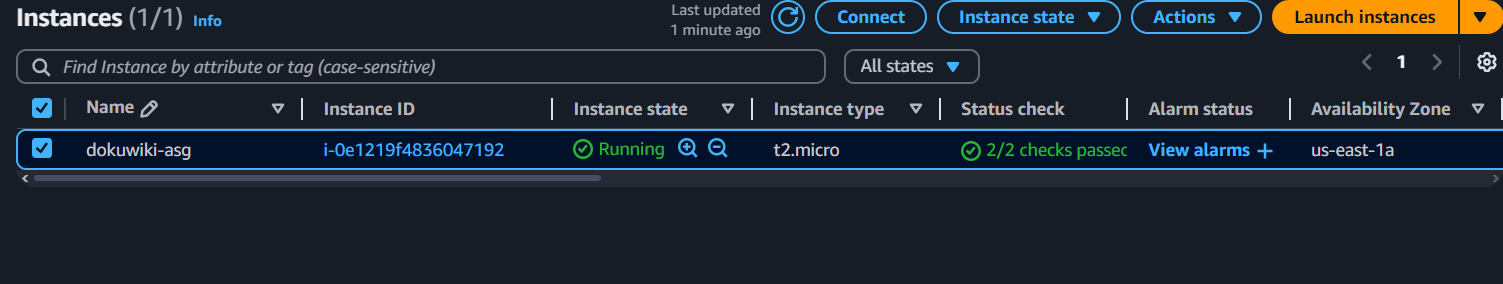 Instances (1/1) Info
Last updated
1 minute ago
Connect
Instance state
Actions
Launch instances
Find Instance by attribute or tag (case-sensitive)
All states
1
Name
Instance ID
Instance state
Instance type
Status check
Alarm status
Availability Zone
dokuwiki-asg
i-0e1219f4836047192
Running
t2.micro
2/2 checks passec
View alarms +
us-east-1a